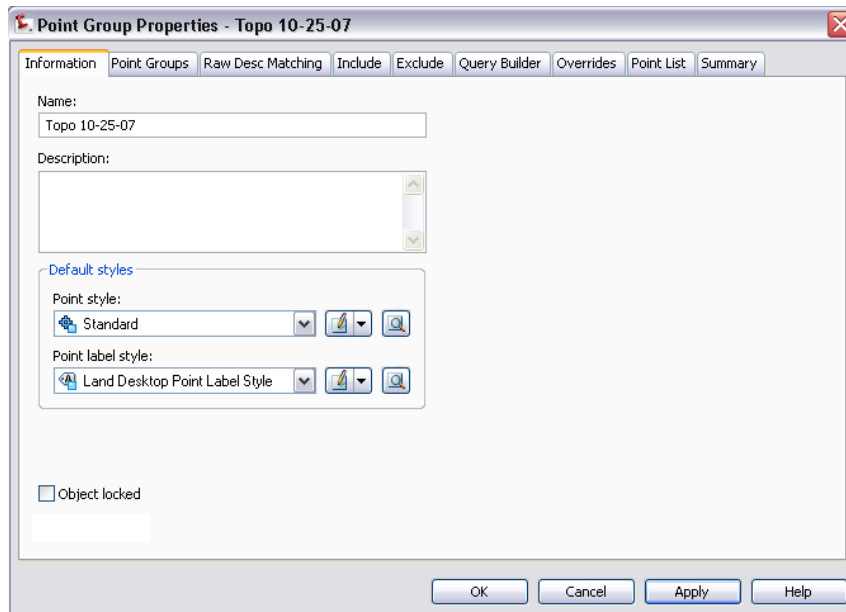 Point Group Properties - Topo 10-25-07
Information Point Groups Raw Desc Matching Include Exclude Query Builder Overrides Point List Summary
Name:
Topo 10-25-07
Description:
Default styles
Point style:
Standard
Point label style:
Land Desktop Point Label Style
Object locked
OK Cancel Apply Help